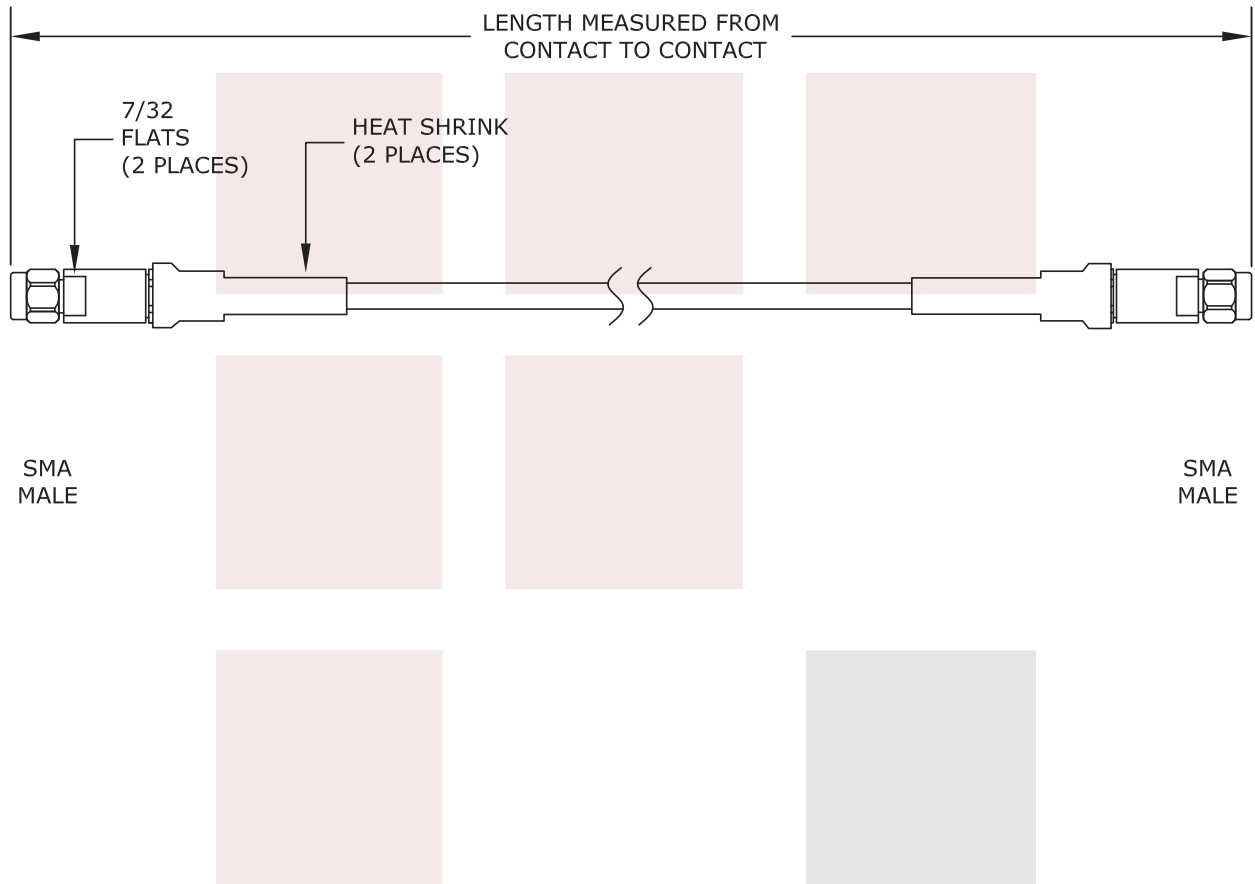 LENGTH MEASURED FROM
CONTACT TO CONTACT
7/32
FLATS
(2 PLACES)
HEAT SHRINK
(2 PLACES)
SMA
MALE
SMA
MALE